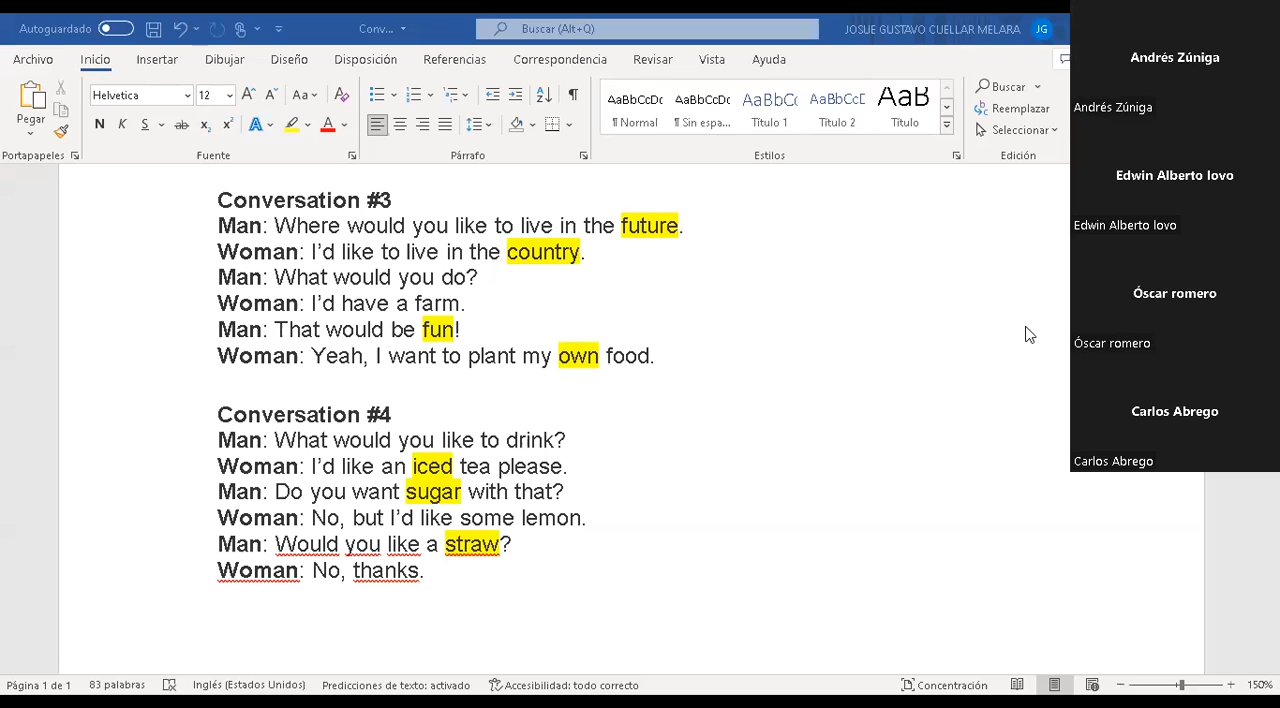 Autoguardado
Conv...
Buscar (Alt+Q)
JOSUE GUSTAVO CUELLAR MELARA
JG
Archivo Inicio Insertar Dibujar Diseño Disposición Referencias Correspondencia Revisar Vista Ayuda
Pegar
Helvetica 12
N K S ab x₂ x² A A
Aa
AaBbCcDc ¶ Normal
AaBbCcDc ¶ Sin espa...
AaBbC Título 1
AaBbCcE Título 2
AaB Título
Buscar
Reemplazar
Seleccionar
Portapapeles Fuente Párrafo Estilos Edición
Conversation #3
Man: Where would you like to live in the future.
Woman: I’d like to live in the country.
Man: What would you do?
Woman: I’d have a farm.
Man: That would be fun!
Woman: Yeah, I want to plant my own food.
Conversation #4
Man: What would you like to drink?
Woman: I’d like an iced tea please.
Man: Do you want sugar with that?
Woman: No, but I’d like some lemon.
Man: Would you like a straw?
Woman: No, thanks.
Andrés Zúniga
Andrés Zúniga
Edwin Alberto lovo
Edwin Alberto lovo
Óscar romero
Óscar romero
Carlos Abrego
Carlos Abrego
Página 1 de 1 83 palabras Inglés (Estados Unidos) Predicciones de texto: activado Accesibilidad: todo correcto Concentración 150%